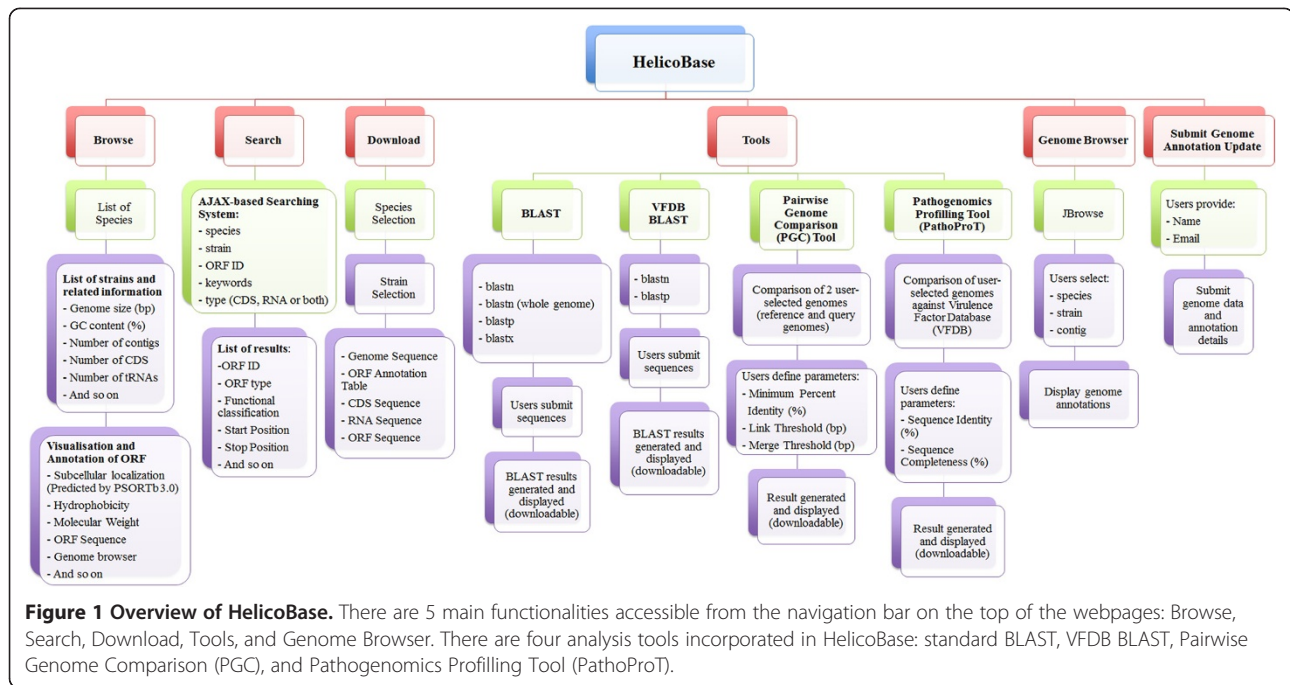 HelicoBase
Browse
Search
Download
Tools
Genome Browser
Submit Genome
Annotation Update
List of
Species
List of strains and
related information
- Genome size (bp)
- GC content (%)
- Number of contigs
- Number of CDS
- Number of tRNAs
- And so on
Visualisation and
Annotation of ORF
- Subcellular localization
(Predicted by PSORTb3.0)
- Hydrophobicity
- Molecular Weight
- ORF Sequence
- Genome browser
- And so on
AJAX-based Searching
System:
- species
- strain
- ORF ID
- keywords
- type (CDS, RNA or both)
List of results:
-ORF ID
- ORF type
- Functional
classification
- Start Position
- Stop Position
- And so on
Species
Selection
Strain
Selection
- Genome Sequence
- ORF Annotation
Table
- CDS Sequence
- RNA Sequence
- ORF Sequence
BLAST
- blastn
- blastn (whole genome)
- blastp
- blastx
Users submit
sequences
BLAST results
generated and
displayed
(downloadable)
VFDB
BLAST
- blastn
- blastp
Users submit
sequences
BLAST results
generated and
displayed
(downloadable)
Pairwise
Genome
Comparison
(PGC) Tool
Comparison of 2 user-
selected genomes
(reference and query
genomes)
Users define parameters:
- Minimum Percent
Identity (%)
- Link Threshold (bp)
- Merge Threshold (bp)
Result generated
and displayed
(downloadable)
Pathogenomics
Profilling Tool
(PathoProT)
Comparison of user-
selected genomes
against Virulence
Factor Database
(VFDB)
Users define
parameters:
- Sequence Identity
(%)
- Sequence
Completeness (%)
Result generated
and displayed
(downloadable)
JBrowse
Users select:
- species
- strain
- contig
Display genome
annotations
Users provide:
- Name
- Email
Submit
genome data
and
annotation
details
Figure 1 Overview of HelicoBase. There are 5 main functionalities accessible from the navigation bar on the top of the webpages: Browse,
Search, Download, Tools, and Genome Browser. There are four analysis tools incorporated in HelicoBase: standard BLAST, VFDB BLAST, Pairwise
Genome Comparison (PGC), and Pathogenomics Profilling Tool (PathoProT).